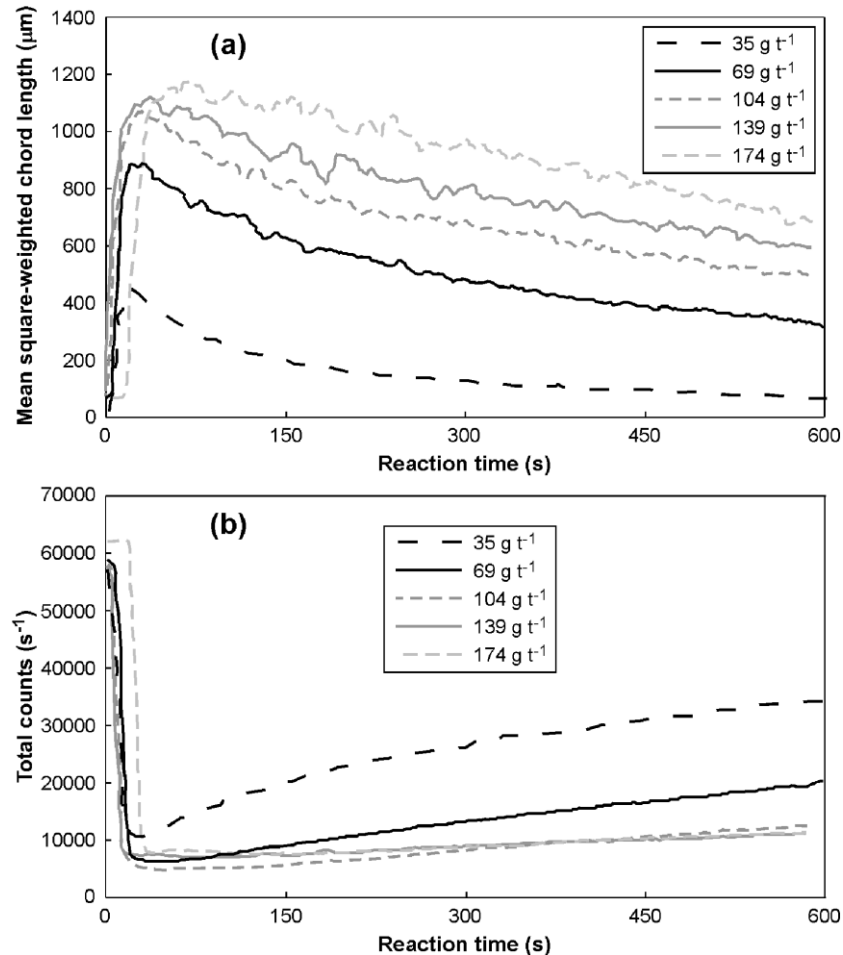 (a)
Mean square-weighted chord length (μm)
1400
1200
1000
800
600
400
200
0
35 g t⁻¹
69 g t⁻¹
104 g t⁻¹
139 g t⁻¹
174 g t⁻¹
0 150 300 450 600
Reaction time (s)
(b)
Total counts (s⁻¹)
70000
60000
50000
40000
30000
20000
10000
0
35 g t⁻¹
69 g t⁻¹
104 g t⁻¹
139 g t⁻¹
174 g t⁻¹
0 150 300 450 600
Reaction time (s)